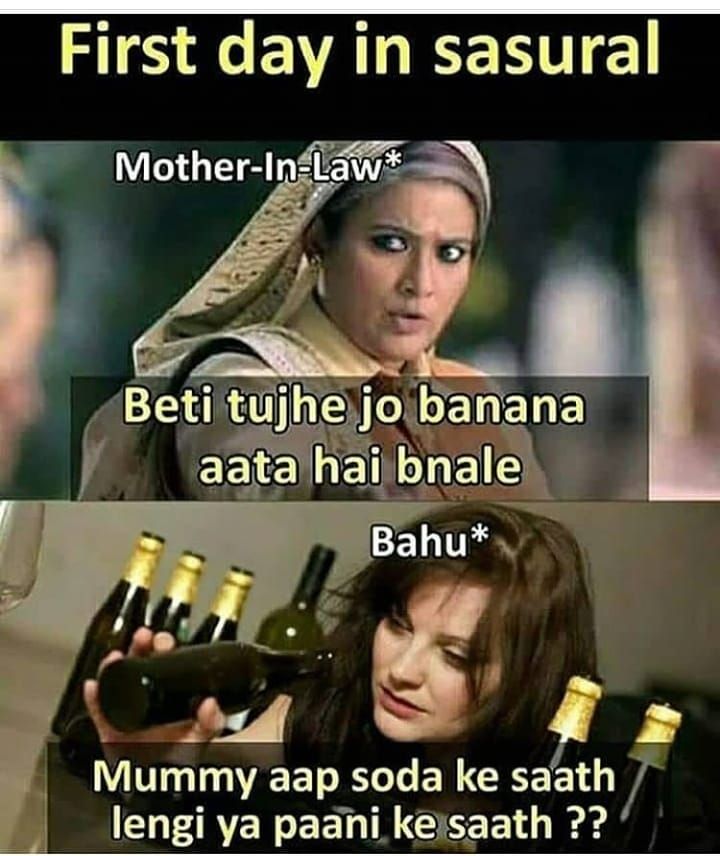 First day in sasural
Mother-In-Law*
Beti tujhe jo banana
aata hai bnale
Bahu*
Mummy aap soda ke saath
lengi ya paani ke saath ??